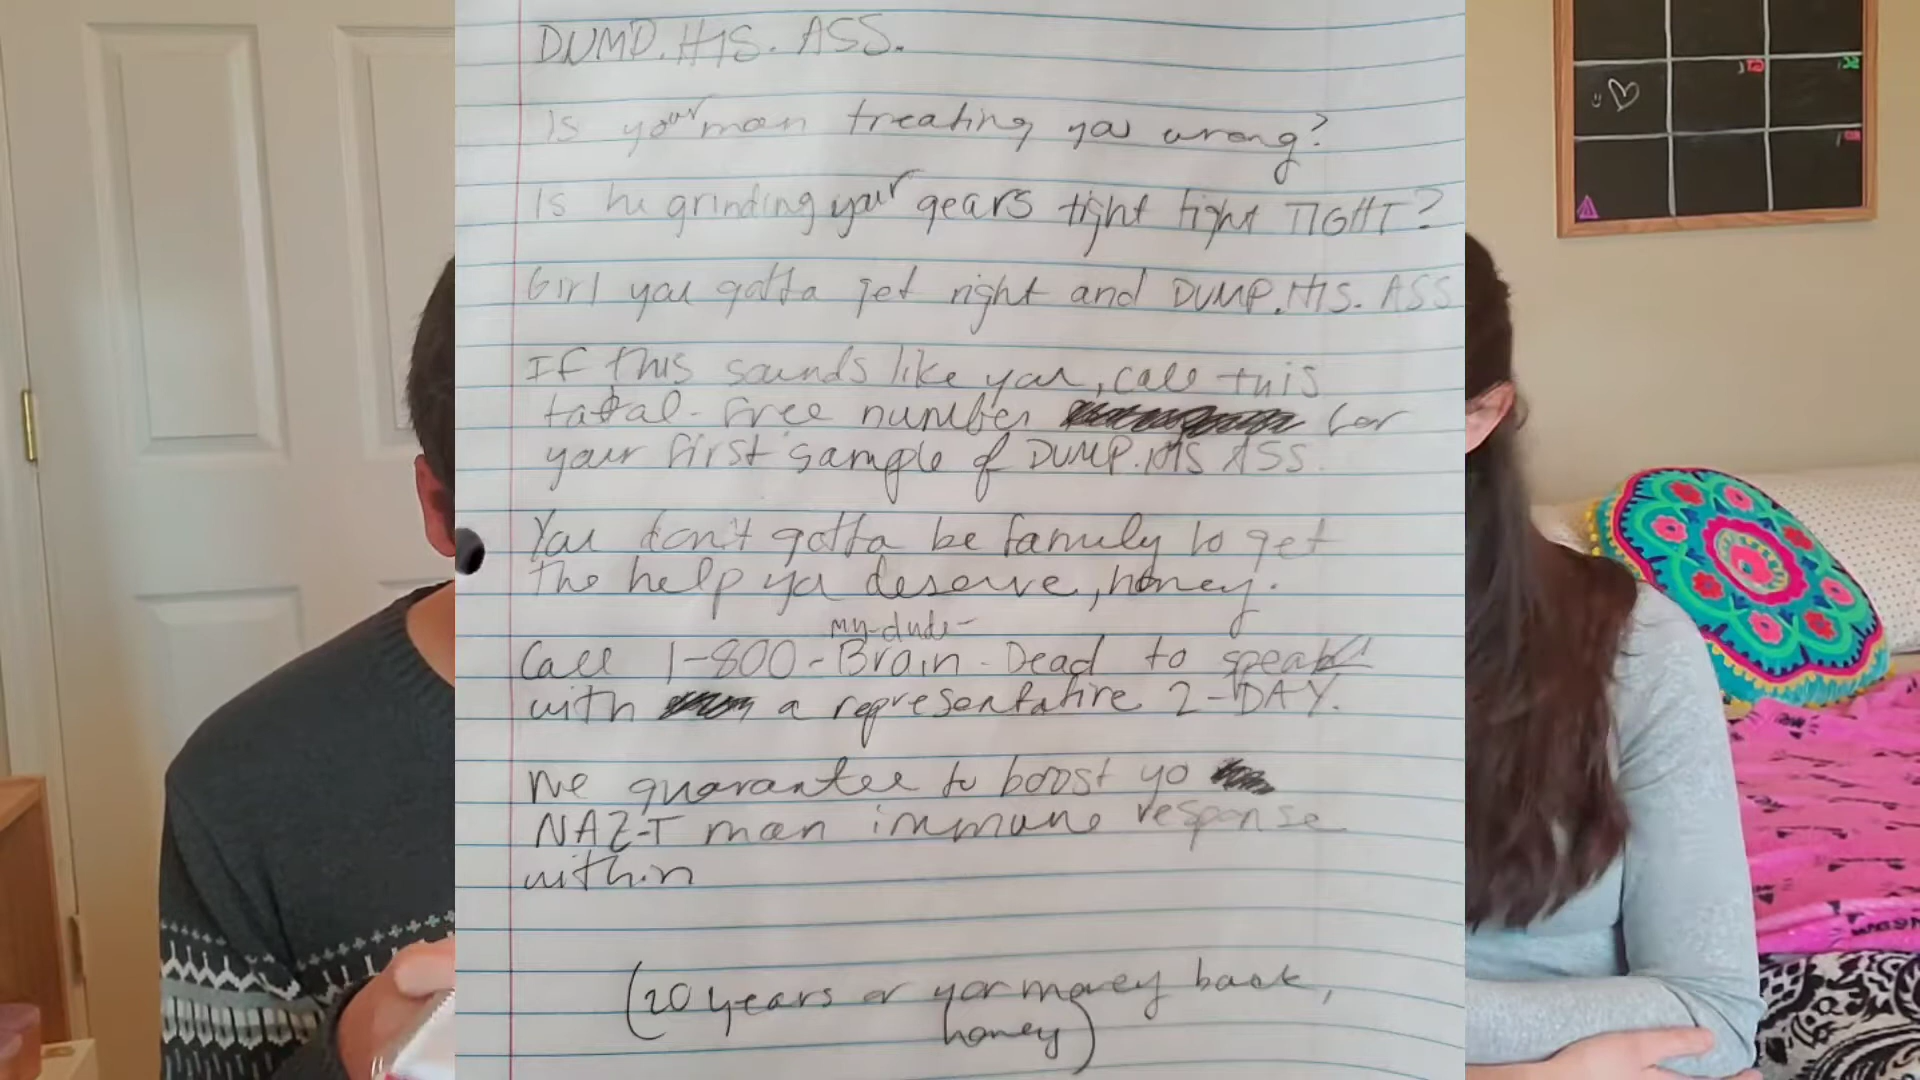 DUMP. HIS. ASS.
Is your man treating you wrong?
Is he grinding your gears tight tight TIGHT?
Girl you gotta get right and DUMP. HIS. ASS
If this sounds like you, call this
total-free number for
your first sample of DUMP. HIS ASS.
You don't gotta be family to get
the help ya deserve, honey.
my-dude-
Call 1-800-Brain-Dead to speak
with a representative 2-DAY.
We guarantee to boost yo
NAZ-T man immune response
within
(20 years or yor money back,
honey)